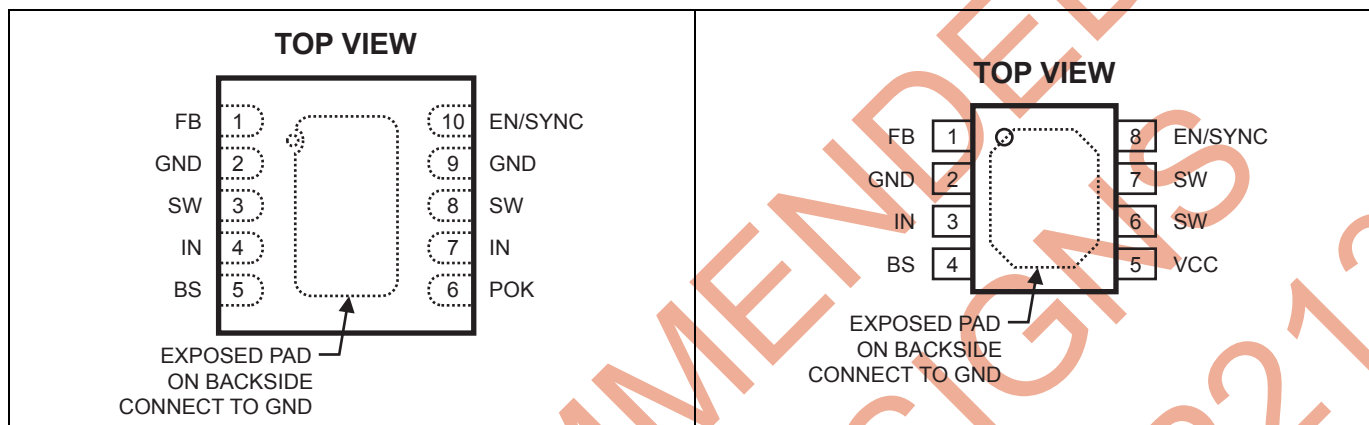 TOP VIEW
FB 1 10 EN/SYNC
GND 2 9 GND
SW 3 8 SW
IN 4 7 IN
BS 5 6 POK
EXPOSED PAD
ON BACKSIDE
CONNECT TO GND
TOP VIEW
FB 1 8 EN/SYNC
GND 2 7 SW
IN 3 6 SW
BS 4 5 VCC
EXPOSED PAD
ON BACKSIDE
CONNECT TO GND